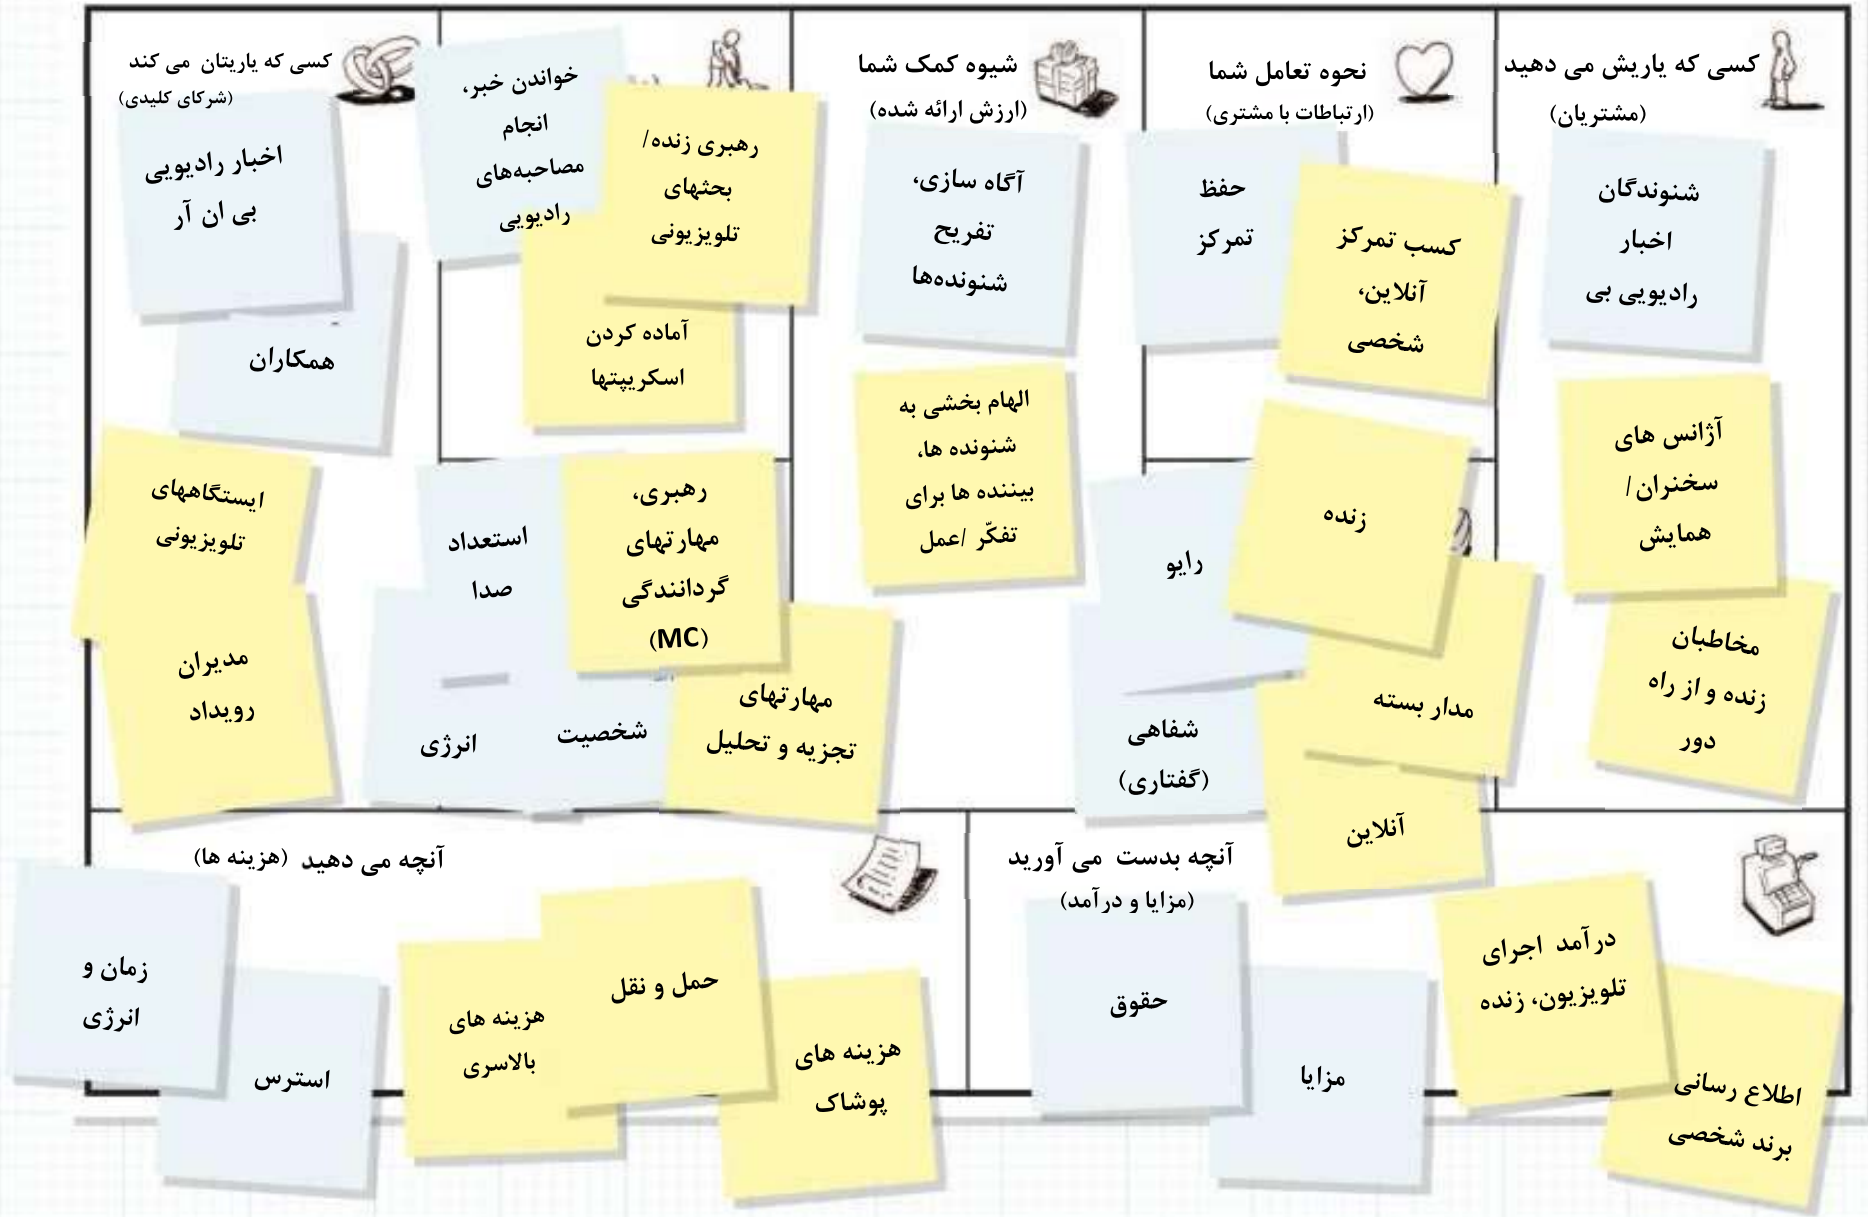 کسی که یاریش می دهید
(مشتریان)
شنوندگان
اخبار
رادیویی بی
آژانس های
سخنران/
همایش
مخاطبان
زنده و از راه
دور
نحوه تعامل شما
(ارتباطات با مشتری)
حفظ
تمرکز
کسب تمرکز
آنلاین،
شخصی
زنده
رایو
مدار بسته
شفاهی
(گفتاری)
آنلاین
شیوه کمک شما
(ارزش ارائه شده)
آگاه سازی،
تفریح
شنونده‌ها
الهام بخشی به
شنونده ها،
بیننده ها برای
تفکّر /عمل
خواندن خبر،
انجام
مصاحبه‌های
رادیویی
رهبری زنده/
بحثهای
تلویزیونی
آماده کردن
اسکریپتها
استعداد
صدا
رهبری،
مهارتهای
گردانندگی
(MC)
انرژی
شخصیت
مهارتهای
تجزیه و تحلیل
کسی که یاریتان می کند
(شرکای کلیدی)
اخبار رادیویی
بی ان آر
همکاران
ایستگاههای
تلویزیونی
مدیران
رویداد
آنچه بدست می آورید
(مزایا و درآمد)
حقوق
مزایا
درآمد اجرای
تلویزیون، زنده
اطلاع رسانی
برند شخصی
آنچه می دهید (هزینه ها)
زمان و
انرژی
استرس
هزینه های
بالاسری
حمل و نقل
هزینه های
پوشاک